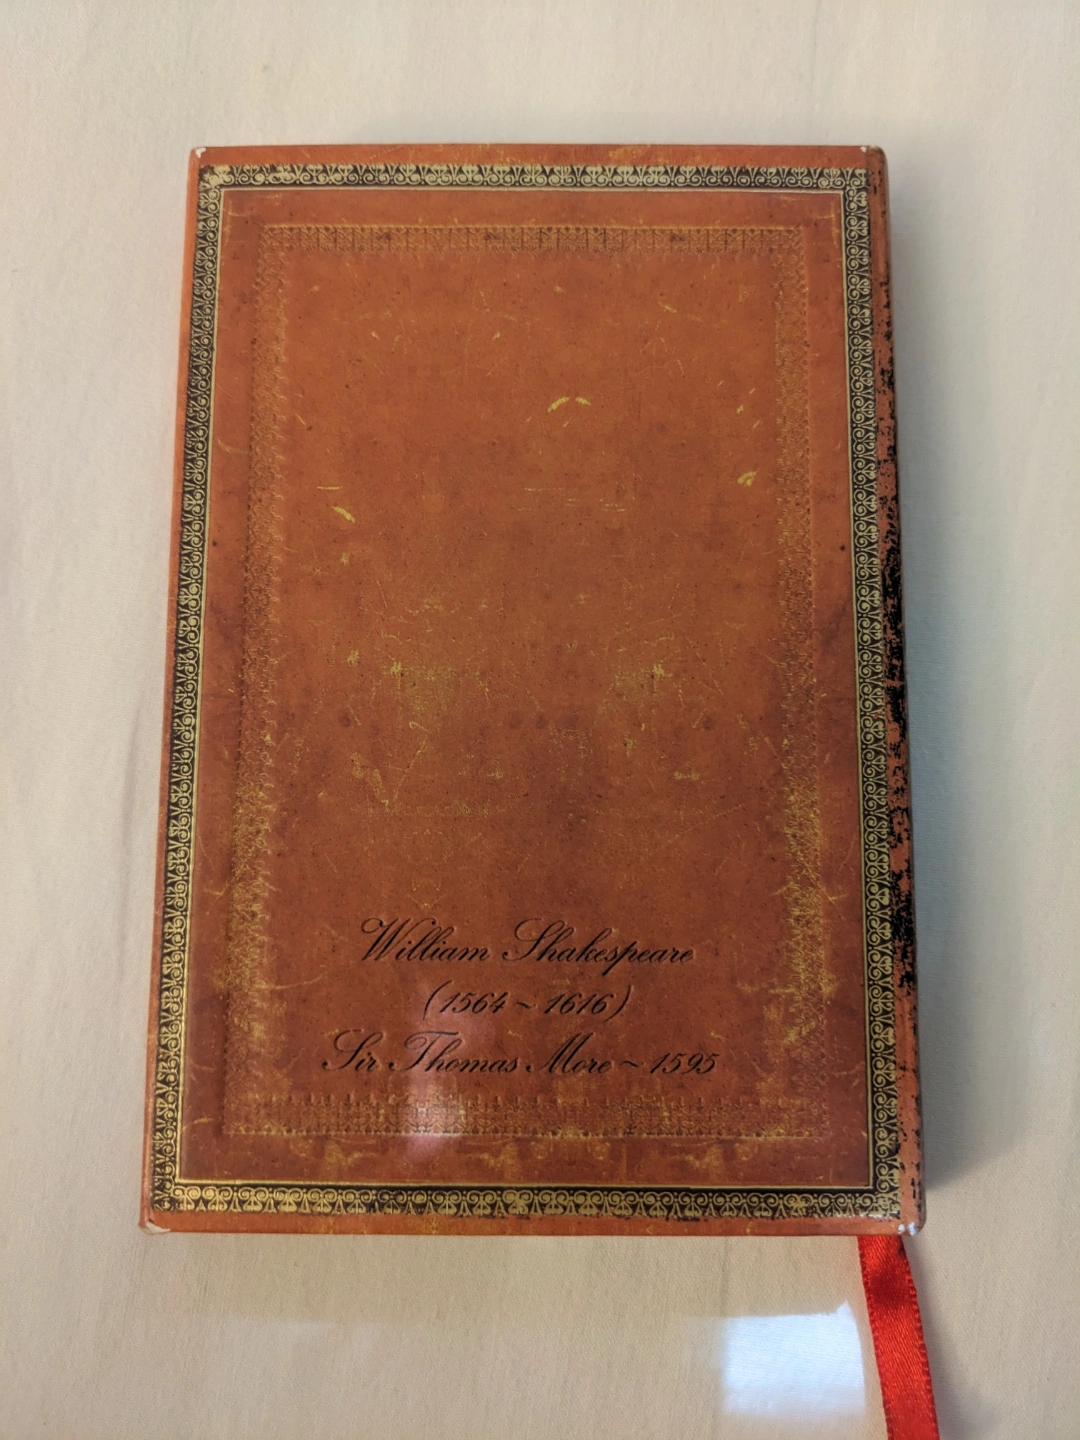 William Shakespeare
(1564 ~ 1616)
Sir Thomas More ~ 1595